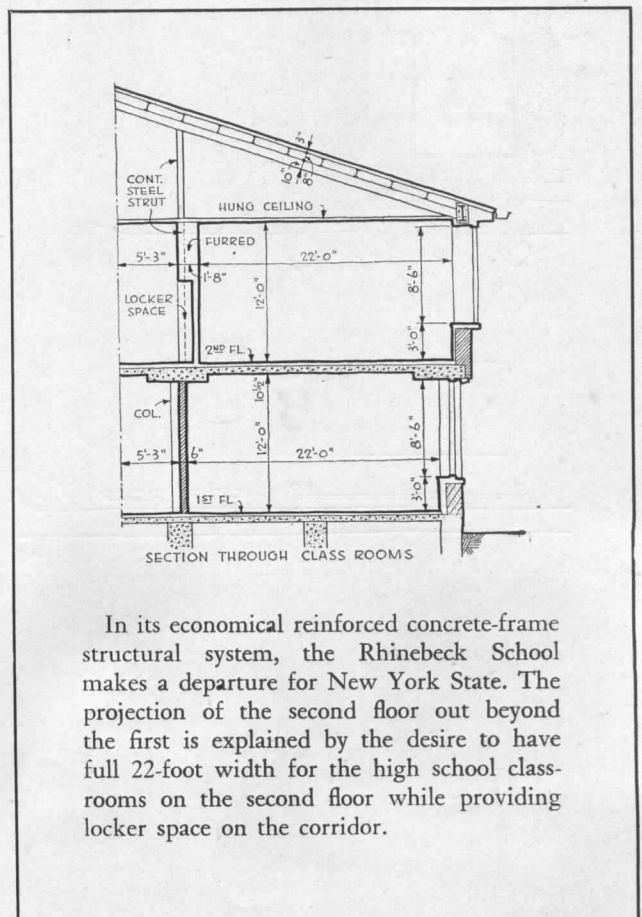 3"
10"
8"
CONT.
STEEL
STRUT
HUNG CEILING
FURRED
5'-3"
22'-0"
1'-8"
12'-0"
8'-6"
LOCKER
SPACE
3'-0"
2ND FL.
10½"
COL.
8'-6"
5'-3"
6"
12'-0"
22'-0"
3'-0"
1ST FL.
SECTION THROUGH CLASS ROOMS
In its economical reinforced concrete-frame
structural system, the Rhinebeck School
makes a departure for New York State. The
projection of the second floor out beyond
the first is explained by the desire to have
full 22-foot width for the high school class-
rooms on the second floor while providing
locker space on the corridor.